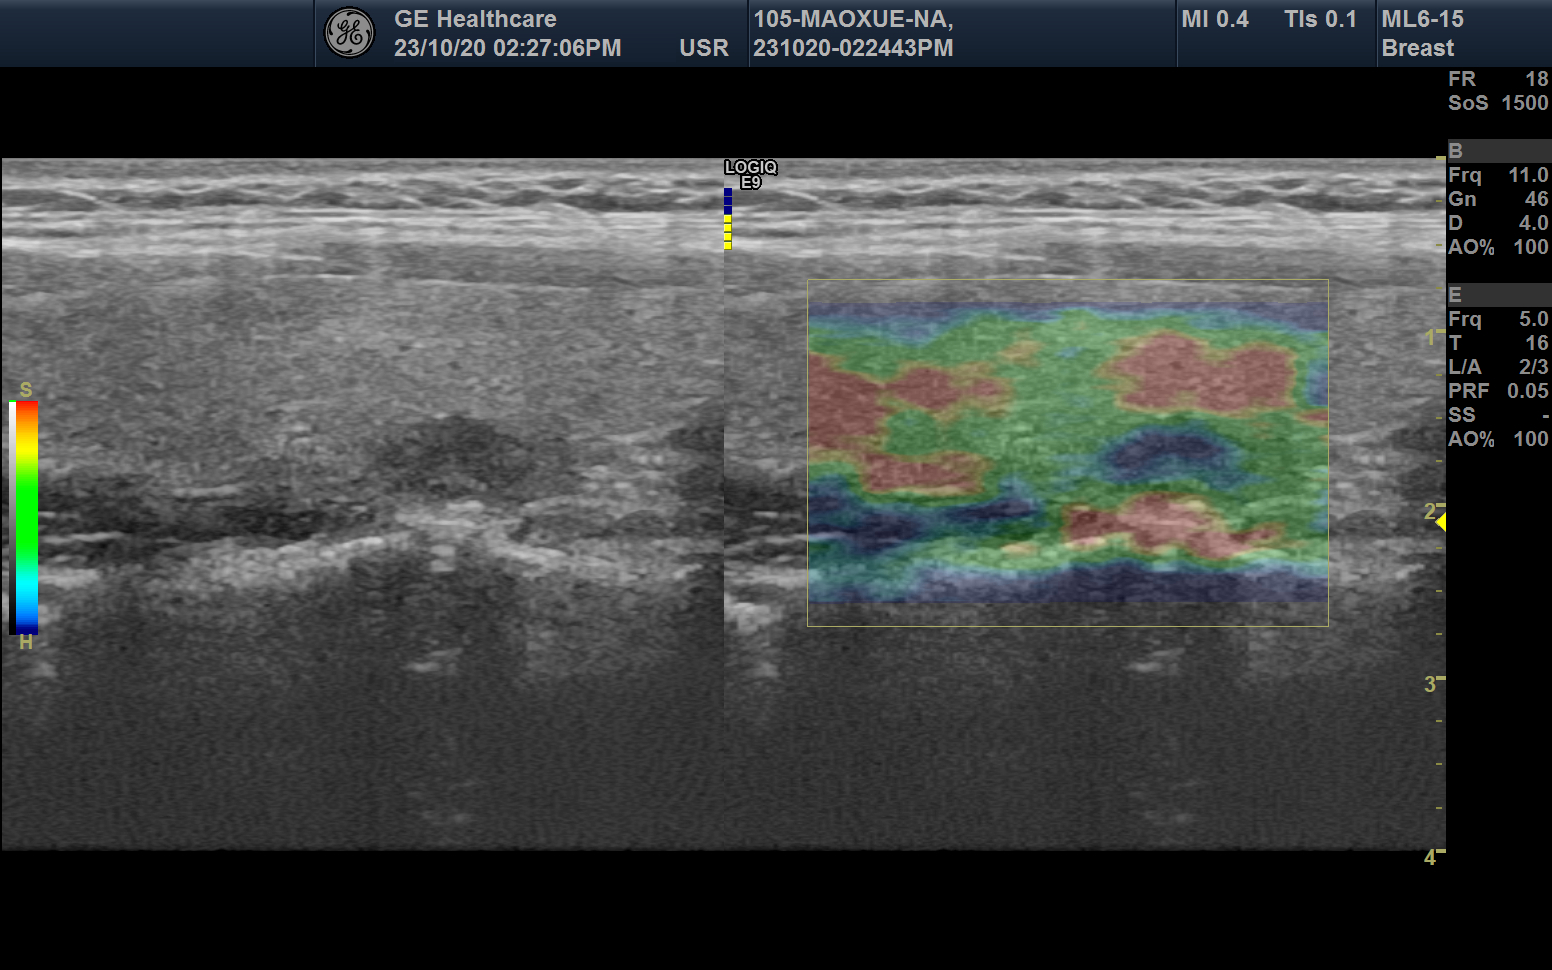 GE Healthcare
23/10/20 02:27:06PM USR
105-MAOXUE-NA,
231020-022443PM
MI 0.4 TIs 0.1
ML6-15
Breast
FR 18
SoS 1500
B
Frq 11.0
Gn 46
D 4.0
AO% 100
E
Frq 5.0
T 16
L/A 2/3
PRF 0.05
SS -
AO% 100
LOGIQ
E9
S
H
1
2
3
4